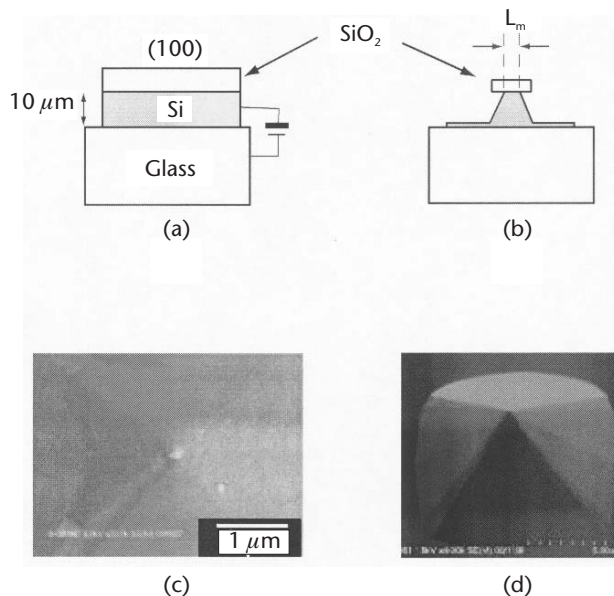 (100)
SiO₂
Lₘ
10 μm
Si
Glass
(a)
(b)
1 μm
(c)
(d)